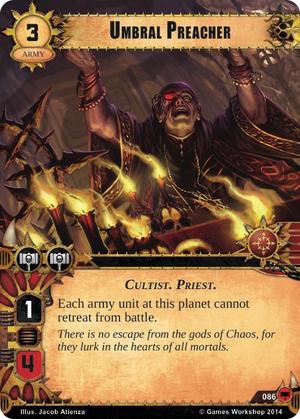 3
ARMY
Umbral Preacher
Cultist. Priest.
1
Each army unit at this planet cannot
retreat from battle.
There is no escape from the gods of Chaos, for
they lurk in the hearts of all mortals.
4
086
Illus. Jacob Atienza
© Games Workshop 2014